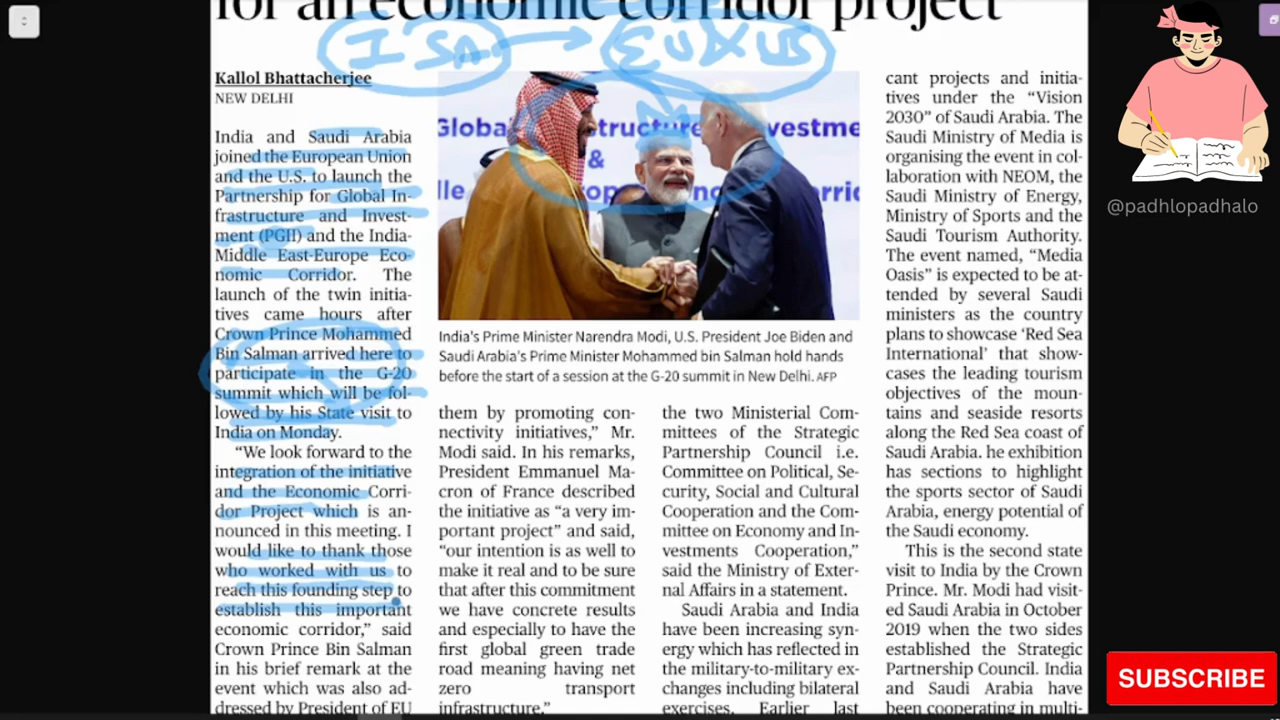 for an economic corridor project
I SA
EU X US
Kallol Bhattacherjee
NEW DELHI
India and Saudi Arabia
joined the European Union
and the U.S. to launch the
Partnership for Global In-
frastructure and Invest-
ment (PGII) and the India-
Middle East-Europe Eco-
nomic Corridor. The
launch of the twin initia-
tives came hours after
Crown Prince Mohammed
Bin Salman arrived here to
participate in the G-20
summit which will be fol-
lowed by his State visit to
India on Monday.
“We look forward to the
integration of the initiative
and the Economic Corri-
dor Project which is an-
nounced in this meeting. I
would like to thank those
who worked with us to
reach this founding step to
establish this important
economic corridor,” said
Crown Prince Bin Salman
in his brief remark at the
event which was also ad-
dressed by President of EU
Globa structure vestme
&
lle rop no rrid
India's Prime Minister Narendra Modi, U.S. President Joe Biden and
Saudi Arabia's Prime Minister Mohammed bin Salman hold hands
before the start of a session at the G-20 summit in New Delhi. AFP
them by promoting con-
nectivity initiatives,” Mr.
Modi said. In his remarks,
President Emmanuel Ma-
cron of France described
the initiative as “a very im-
portant project” and said,
“our intention is as well to
make it real and to be sure
that after this commitment
we have concrete results
and especially to have the
first global green trade
road meaning having net
zero transport
infrastructure.”
the two Ministerial Com-
mittees of the Strategic
Partnership Council i.e.
Committee on Political, Se-
curity, Social and Cultural
Cooperation and the Com-
mittee on Economy and In-
vestments Cooperation,”
said the Ministry of Exter-
nal Affairs in a statement.
Saudi Arabia and India
have been increasing syn-
ergy which has reflected in
the military-to-military ex-
changes including bilateral
exercises. Earlier last
cant projects and initia-
tives under the “Vision
2030” of Saudi Arabia. The
Saudi Ministry of Media is
organising the event in col-
laboration with NEOM, the
Saudi Ministry of Energy,
Ministry of Sports and the
Saudi Tourism Authority.
The event named, “Media
Oasis” is expected to be at-
tended by several Saudi
ministers as the country
plans to showcase ‘Red Sea
International’ that show-
cases the leading tourism
objectives of the moun-
tains and seaside resorts
along the Red Sea coast of
Saudi Arabia. he exhibition
has sections to highlight
the sports sector of Saudi
Arabia, energy potential of
the Saudi economy.
This is the second state
visit to India by the Crown
Prince. Mr. Modi had visit-
ed Saudi Arabia in October
2019 when the two sides
established the Strategic
Partnership Council. India
and Saudi Arabia have
been cooperating in multi-
@padhlopadhalo
SUBSCRIBE